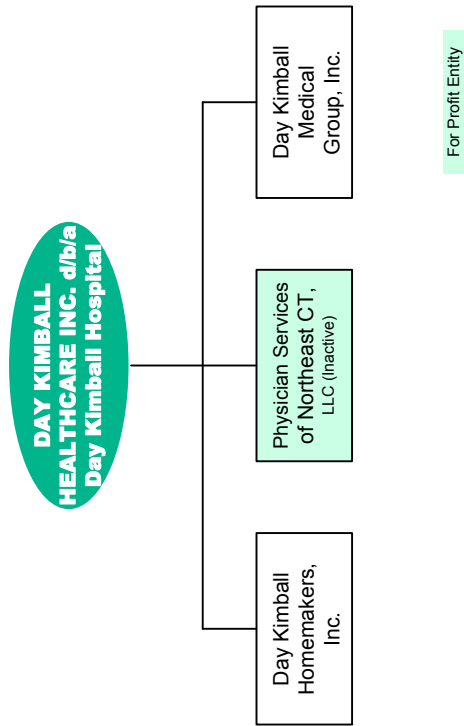 DAY KIMBALL
HEALTHCARE INC. d/b/a
Day Kimball Hospital
Day Kimball
Homemakers,
Inc.
Physician Services
of Northeast CT,
LLC (Inactive)
Day Kimball
Medical
Group, Inc.
For Profit Entity